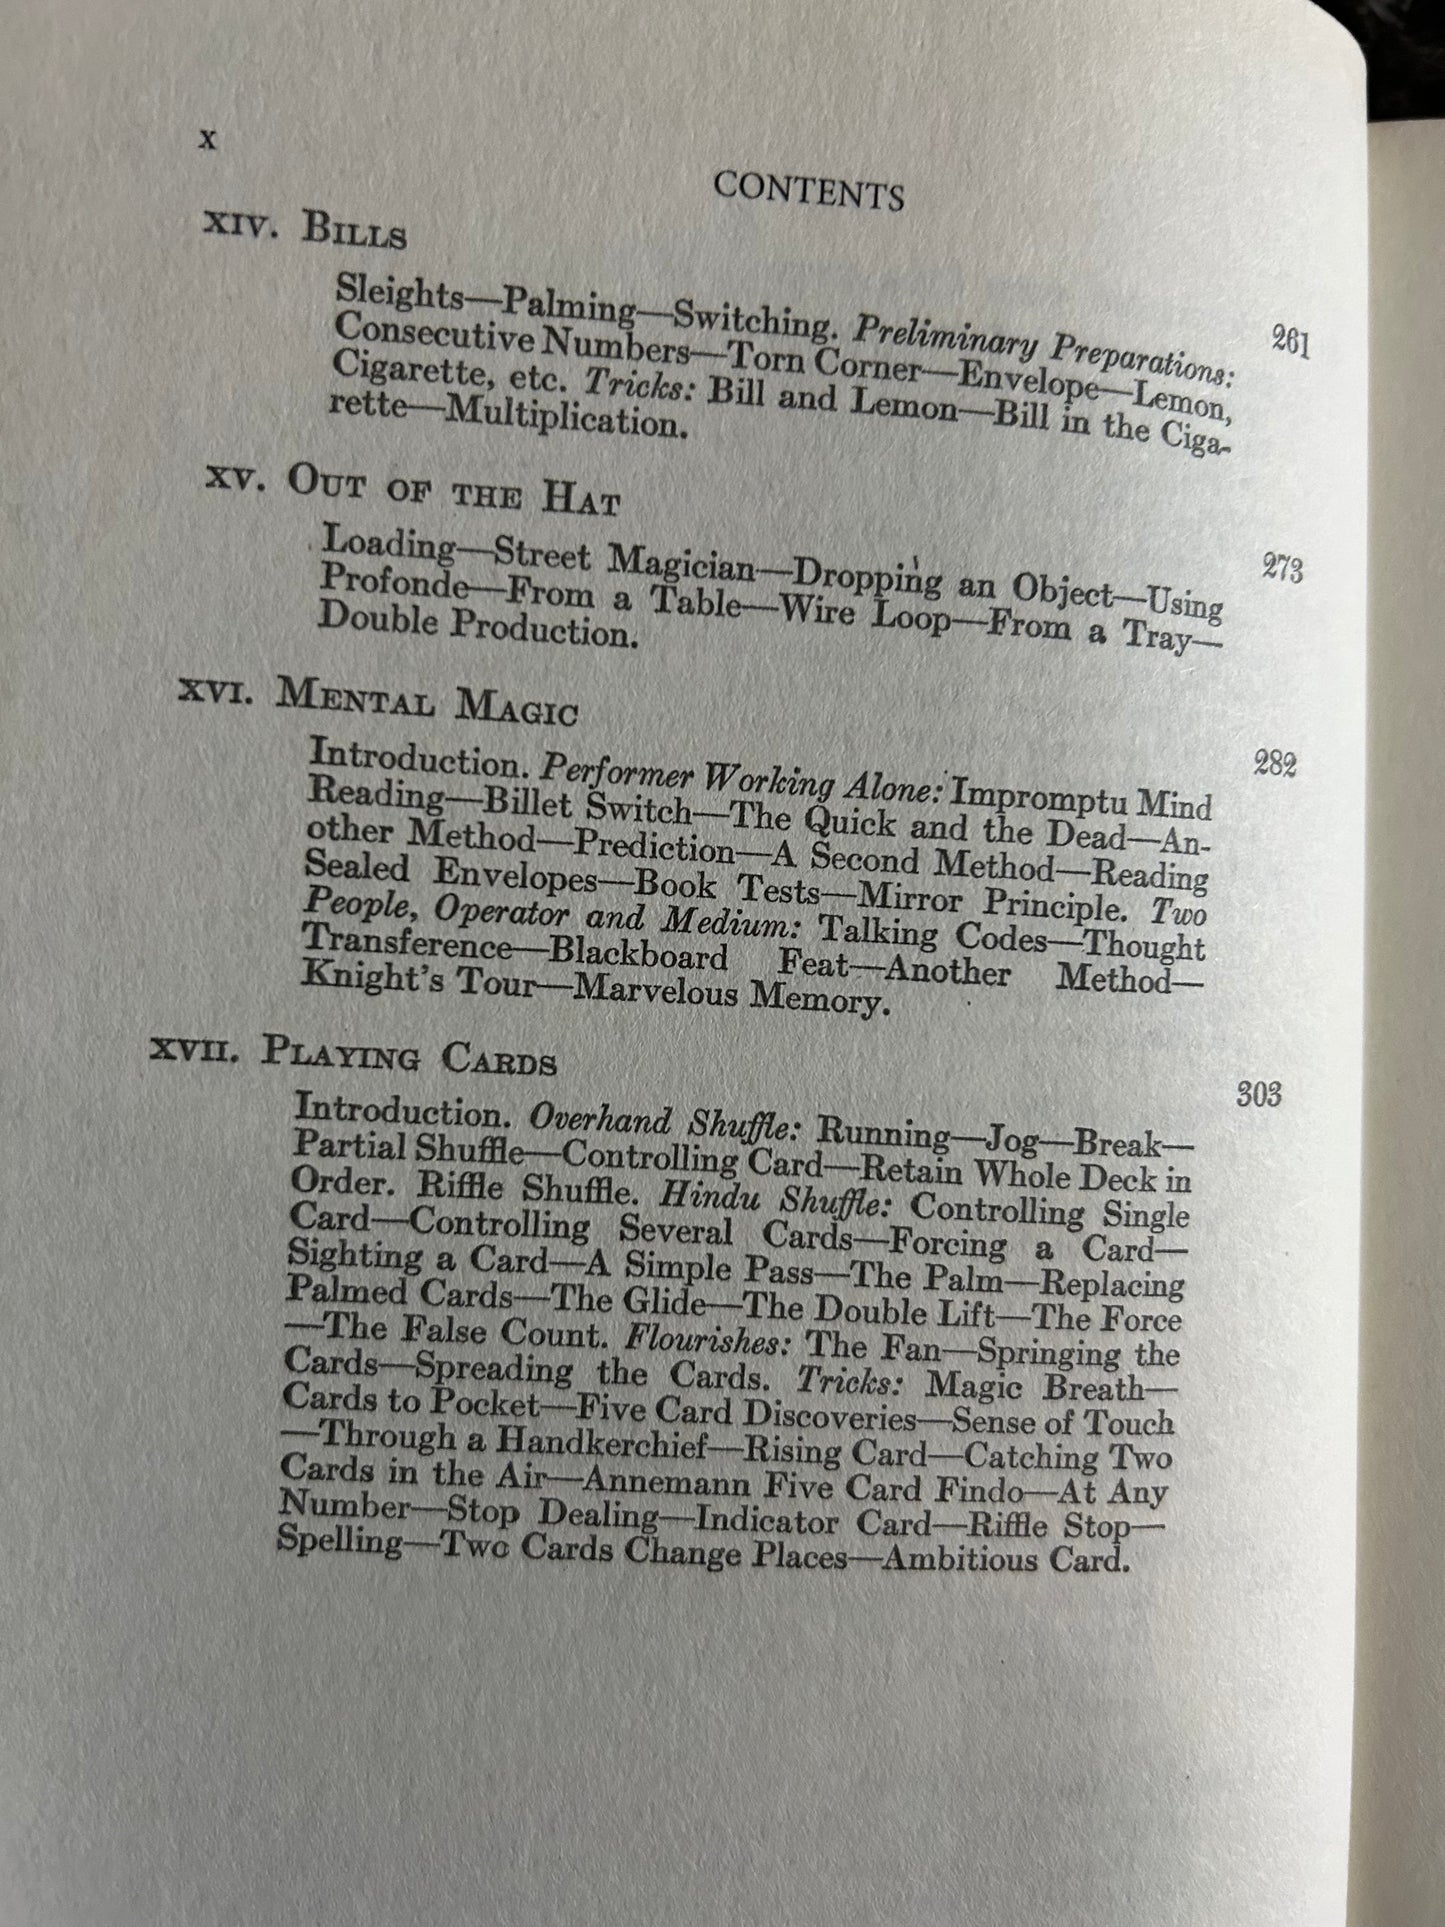 x
CONTENTS
XIV. BILLS 261
Sleights—Palming—Switching. Preliminary Preparations:
Consecutive Numbers—Torn Corner—Envelope—Lemon,
Cigarette, etc. Tricks: Bill and Lemon—Bill in the Ciga-
rette—Multiplication.
XV. OUT OF THE HAT 273
Loading—Street Magician—Dropping an Object—Using
Profonde—From a Table—Wire Loop—From a Tray—
Double Production.
XVI. MENTAL MAGIC 282
Introduction. Performer Working Alone: Impromptu Mind
Reading—Billet Switch—The Quick and the Dead—An-
other Method—Prediction—A Second Method—Reading
Sealed Envelopes—Book Tests—Mirror Principle. Two
People, Operator and Medium: Talking Codes—Thought
Transference—Blackboard Feat—Another Method—
Knight's Tour—Marvelous Memory.
XVII. PLAYING CARDS 303
Introduction. Overhand Shuffle: Running—Jog—Break—
Partial Shuffle—Controlling Card—Retain Whole Deck in
Order. Riffle Shuffle. Hindu Shuffle: Controlling Single
Card—Controlling Several Cards—Forcing a Card—
Sighting a Card—A Simple Pass—The Palm—Replacing
Palmed Cards—The Glide—The Double Lift—The Force
—The False Count. Flourishes: The Fan—Springing the
Cards—Spreading the Cards. Tricks: Magic Breath—
Cards to Pocket—Five Card Discoveries—Sense of Touch
—Through a Handkerchief—Rising Card—Catching Two
Cards in the Air—Annemann Five Card Findo—At Any
Number—Stop Dealing—Indicator Card—Riffle Stop—
Spelling—Two Cards Change Places—Ambitious Card.